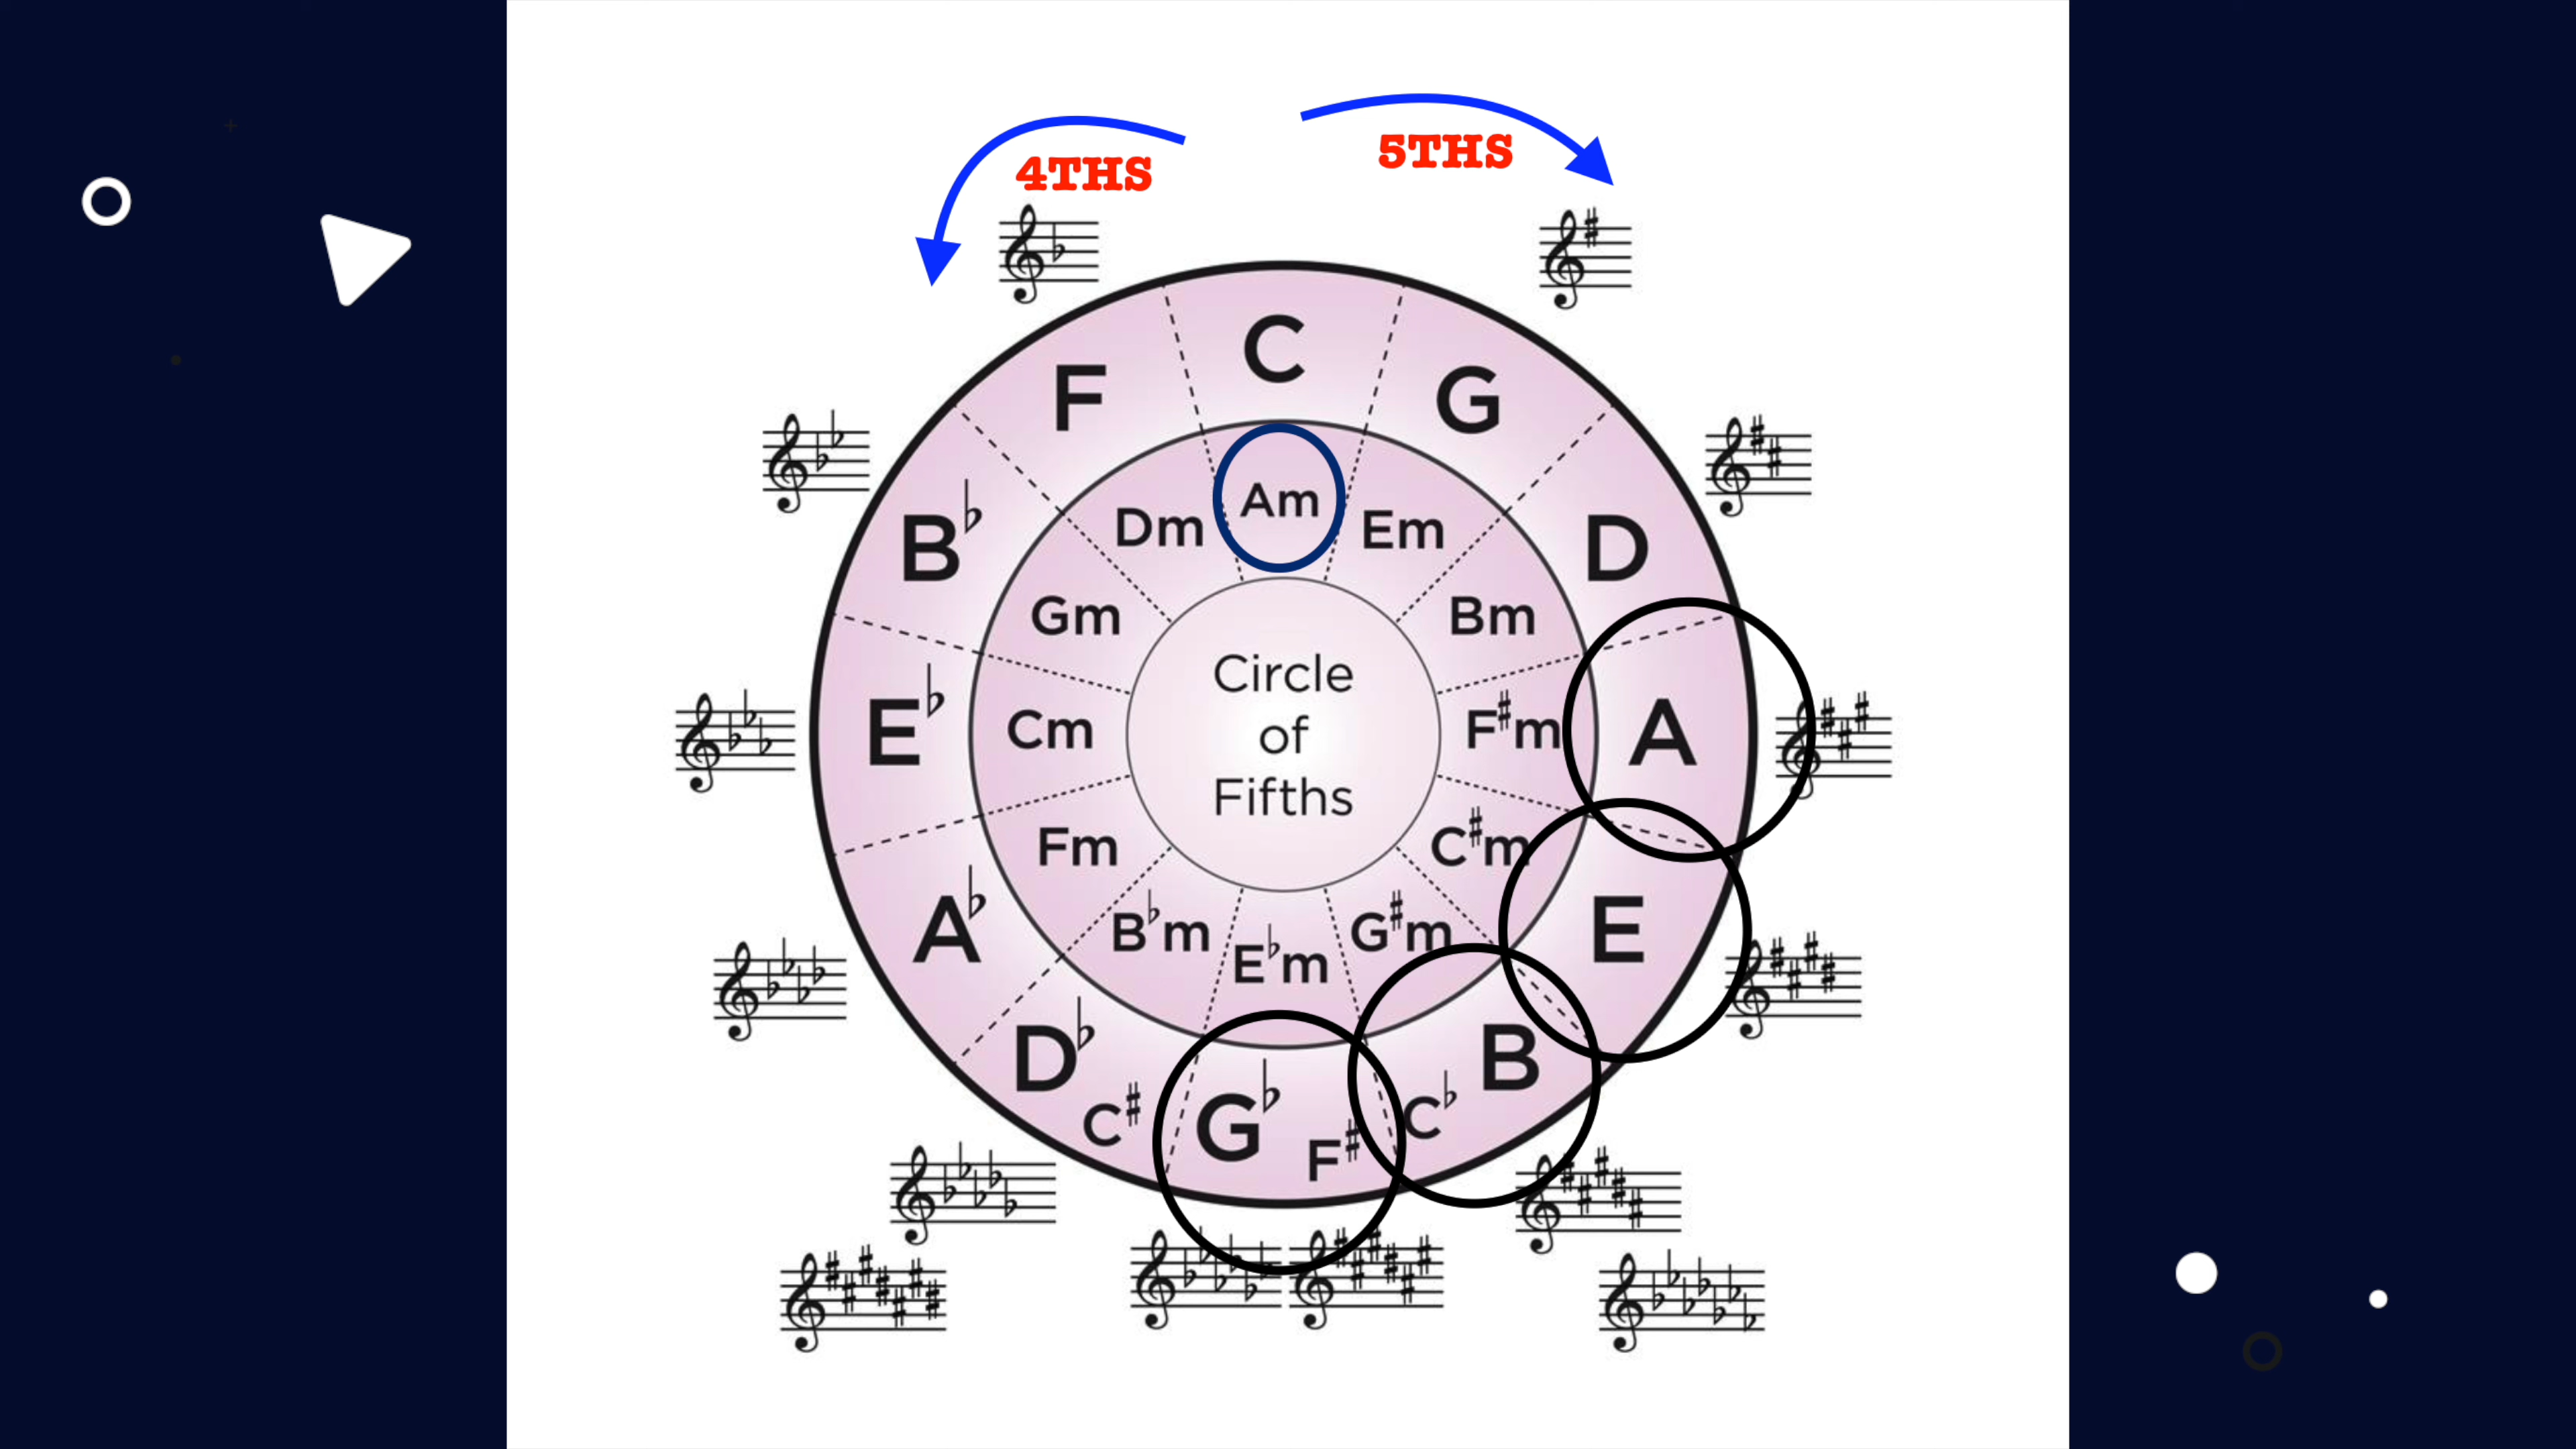 4THS
5THS
C
F
G
Am
Dm
Em
B♭
D
Gm
Bm
Circle
of
Fifths
E♭
Cm
F♯m
A
Fm
C♯m
A♭
B♭m
E♭m
G♯m
E
D♭
C♯
G♭
F♯
C♭
B